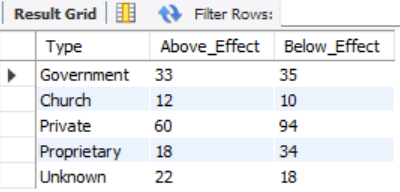 Result Grid Filter Rows:
Type Above_Effect Below_Effect
Government 33 35
Church 12 10
Private 60 94
Proprietary 18 34
Unknown 22 18